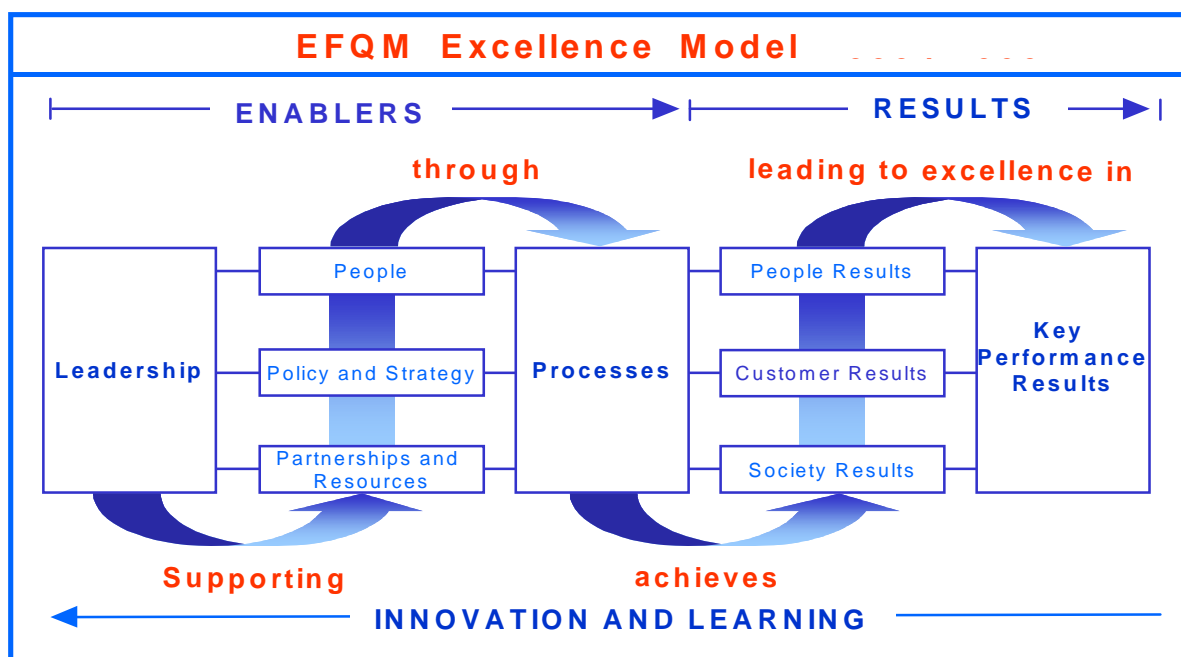 EFQM Excellence Model
ENABLERS
RESULTS
through
leading to excellence in
People
People Results
Leadership
Policy and Strategy
Processes
Customer Results
Key
Performance
Results
Partnerships and
Resources
Society Results
Supporting
achieves
INNOVATION AND LEARNING